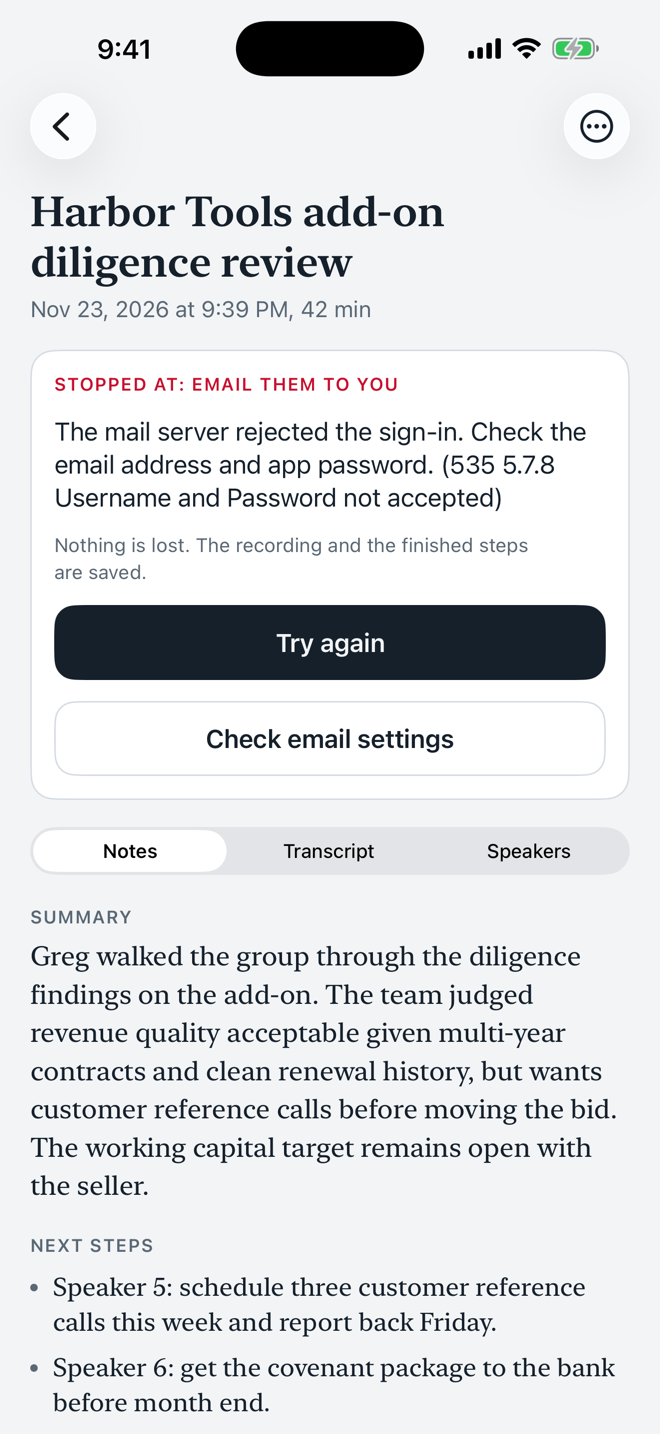 9:41
Harbor Tools add-on
diligence review
Nov 23, 2026 at 9:39 PM, 42 min
STOPPED AT: EMAIL THEM TO YOU
The mail server rejected the sign-in. Check the
email address and app password. (535 5.7.8
Username and Password not accepted)
Nothing is lost. The recording and the finished steps
are saved.
Try again
Check email settings
Notes Transcript Speakers
SUMMARY
Greg walked the group through the diligence
findings on the add-on. The team judged
revenue quality acceptable given multi-year
contracts and clean renewal history, but wants
customer reference calls before moving the bid.
The working capital target remains open with
the seller.
NEXT STEPS
• Speaker 5: schedule three customer reference
calls this week and report back Friday.
• Speaker 6: get the covenant package to the bank
before month end.